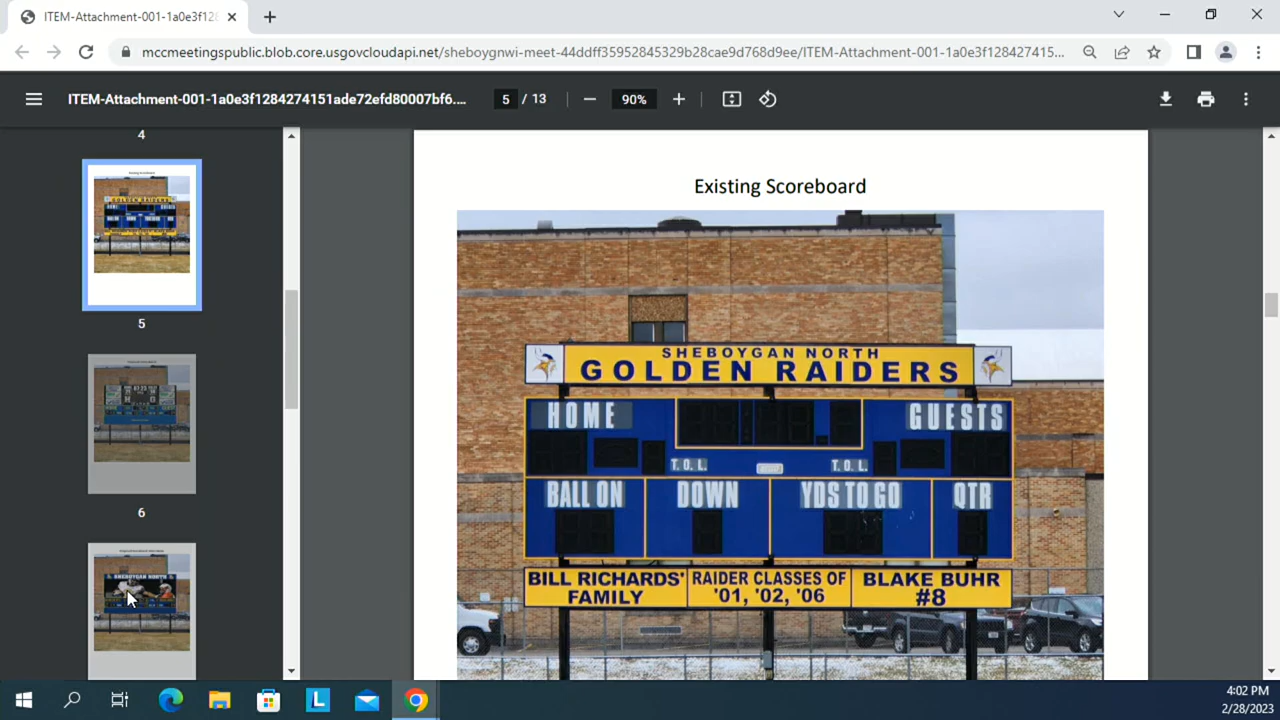 ITEM-Attachment-001-1a0e3f128
mccmeetingspublic.blob.core.usgovcloudapi.net/sheboygnwi-meet-44ddff35952845329b28cae9d768d9ee/ITEM-Attachment-001-1a0e3f128427415...
ITEM-Attachment-001-1a0e3f1284274151ade72efd80007bf6....
5 / 13
90%
4
5
6
Existing Scoreboard
SHEBOYGAN NORTH
GOLDEN RAIDERS
HOME
GUESTS
T.O.L.
T.O.L.
BALL ON
DOWN
YDS TO GO
QTR
BILL RICHARDS' FAMILY
RAIDER CLASSES OF '01, '02, '06
BLAKE BUHR #8
4:02 PM
2/28/2023